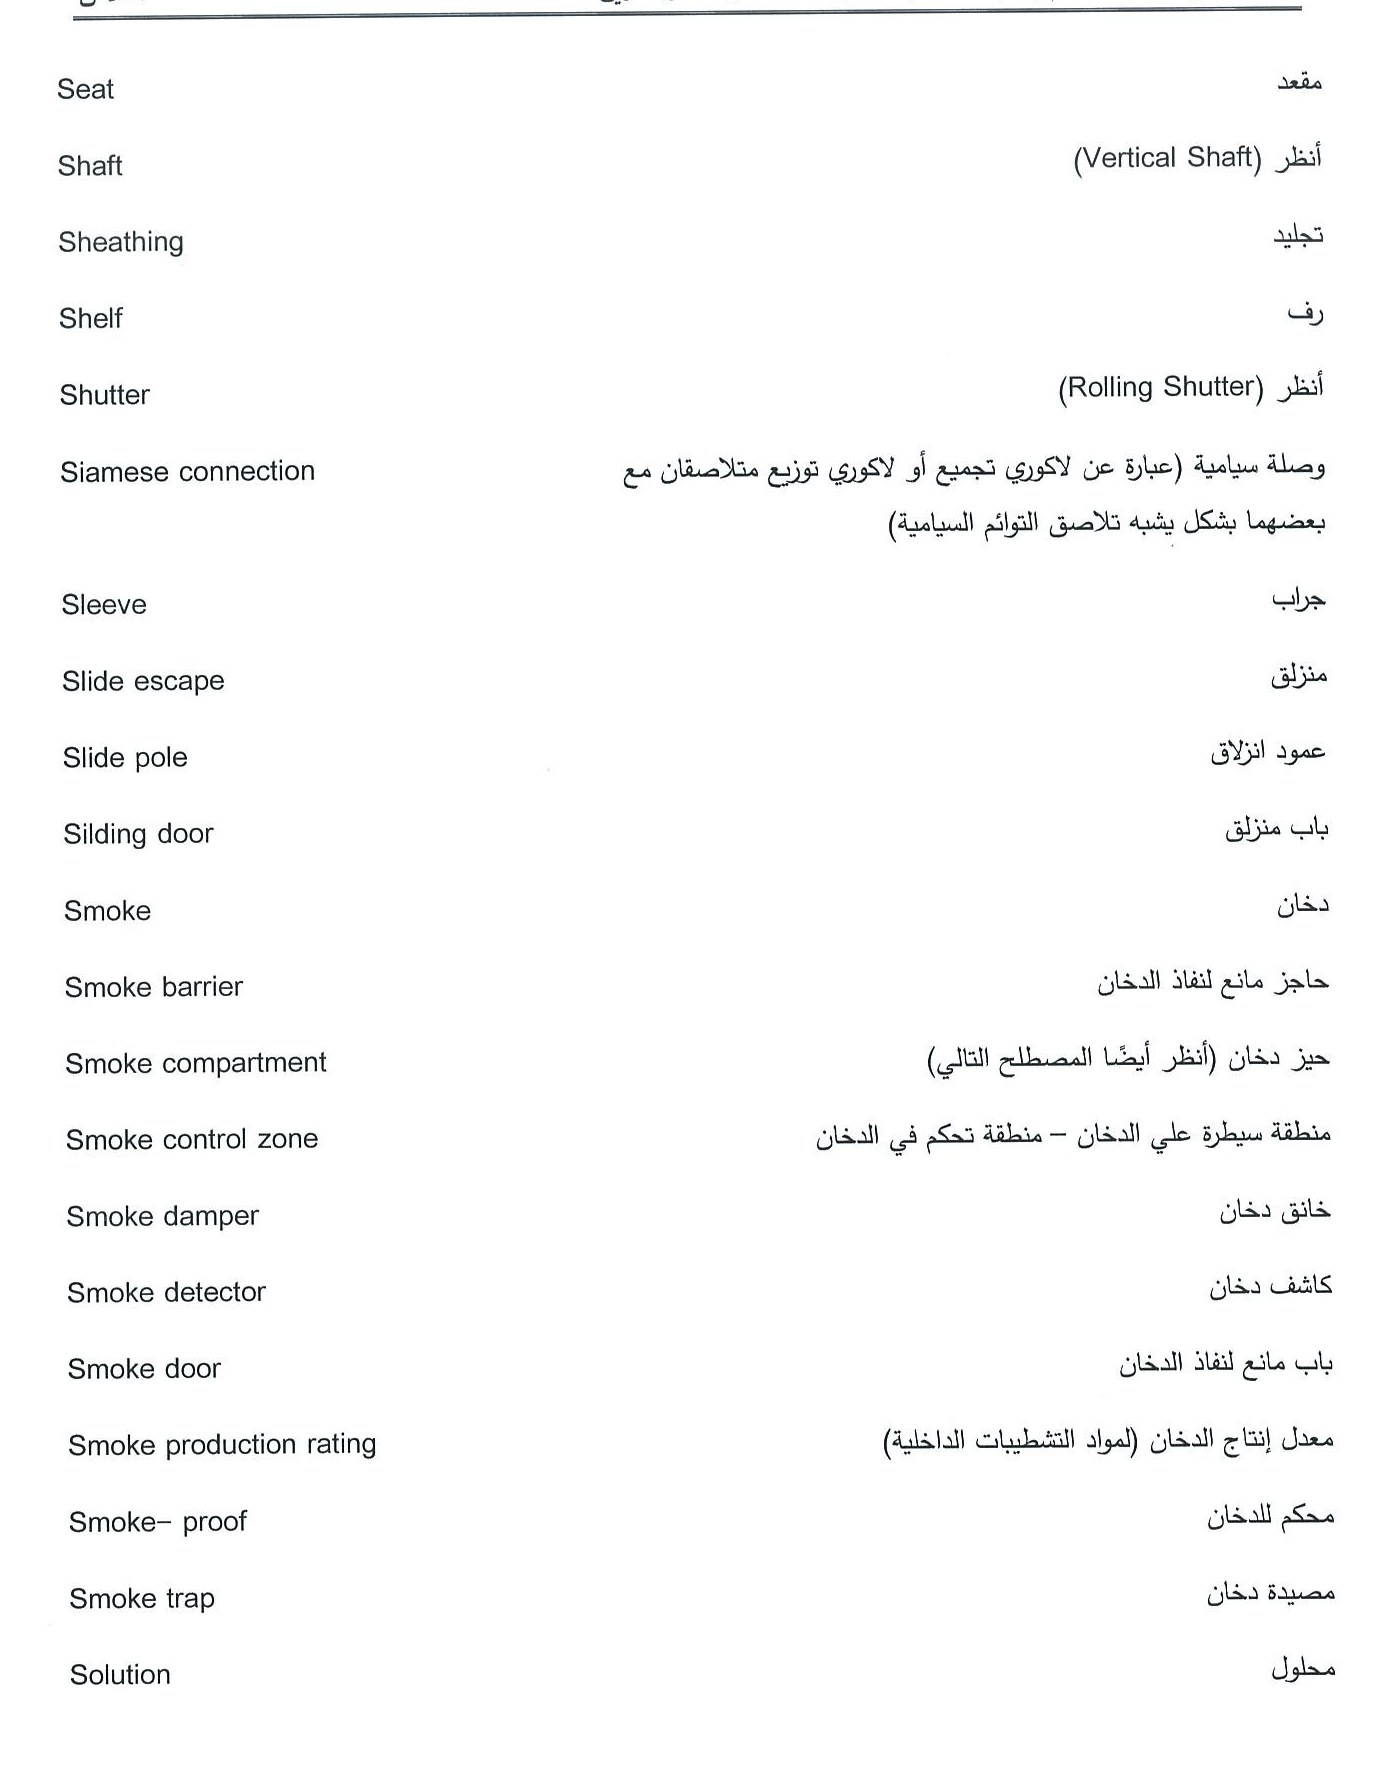 Seat مقعد
Shaft أنظر (Vertical Shaft)
Sheathing تجليد
Shelf رف
Shutter أنظر (Rolling Shutter)
Siamese connection وصلة سيامية (عبارة عن لاكوري تجميع أو لاكوري توزيع متلاصقان مع
بعضهما بشكل يشبه تلاصق التوائم السيامية)
Sleeve جراب
Slide escape منزلق
Slide pole عمود انزلاق
Silding door باب منزلق
Smoke دخان
Smoke barrier حاجز مانع لنفاذ الدخان
Smoke compartment حيز دخان (أنظر أيضًا المصطلح التالي)
Smoke control zone منطقة سيطرة علي الدخان – منطقة تحكم في الدخان
Smoke damper خانق دخان
Smoke detector كاشف دخان
Smoke door باب مانع لنفاذ الدخان
Smoke production rating معدل إنتاج الدخان (لمواد التشطيبات الداخلية)
Smoke– proof محكم للدخان
Smoke trap مصيدة دخان
Solution محلول